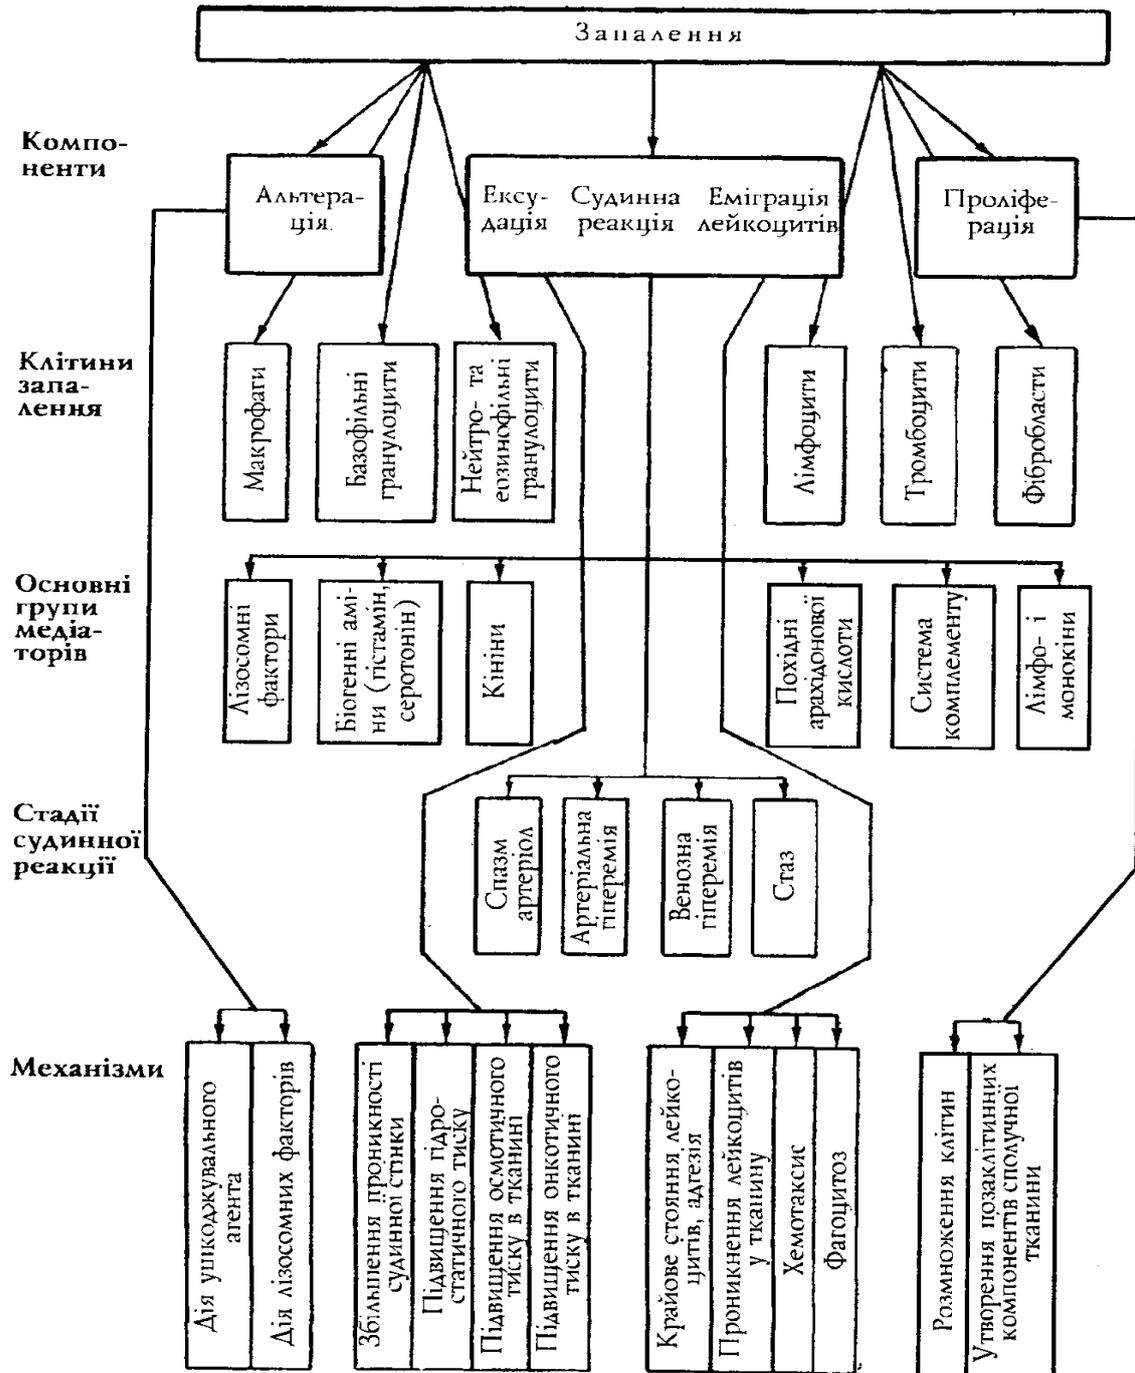 Запалення
Компо-
ненти
Альтера-
ція.
Ексу-
дація
Судинна
реакція
Еміграція
лейкоцитів
Проліфе-
рація
Клітини
запа-
лення
Макрофаги
Базофільні
гранулоцити
Нейтро- та
еозинофільні
гранулоцити
Лімфоцити
Тромбоцити
Фібробласти
Основні
групи
медіа-
торів
Лізосомні
фактори
Біогенні амі-
ни (гістамін,
серотонін)
Кініни
Похідні
арахідонової
кислоти
Система
комплементу
Лімфо- і
монокіни
Стадії
судинної
реакції
Спазм
артеріол
Артеріальна
гіперемія
Венозна
гіперемія
Стаз
Механізми
Дія ушкоджувального
агента
Дія лізосомних факторів
Збільшення проникності
судинної стінки
Підвищення гідро-
статичного тиску
Підвищення осмотичного
тиску в тканині
Підвищення онкотичного
тиску в тканині
Крайове стояння лейко-
цитів, адгезія
Проникнення лейкоцитів
у тканину
Хемотаксис
Фагоцитоз
Розмноження клітин
Утворення позаклітинних
компонентів сполучної
тканини